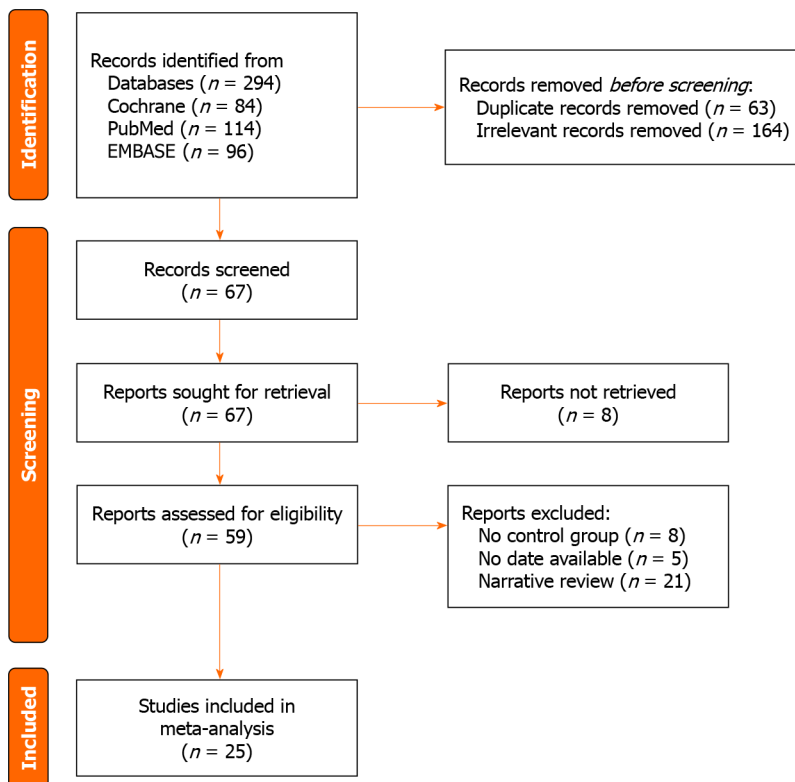 Identification
Records identified from
Databases (n = 294)
Cochrane (n = 84)
PubMed (n = 114)
EMBASE (n = 96)
Records removed before screening:
Duplicate records removed (n = 63)
Irrelevant records removed (n = 164)
Screening
Records screened
(n = 67)
Reports sought for retrieval
(n = 67)
Reports not retrieved
(n = 8)
Reports assessed for eligibility
(n = 59)
Reports excluded:
No control group (n = 8)
No date available (n = 5)
Narrative review (n = 21)
Included
Studies included in
meta-analysis
(n = 25)